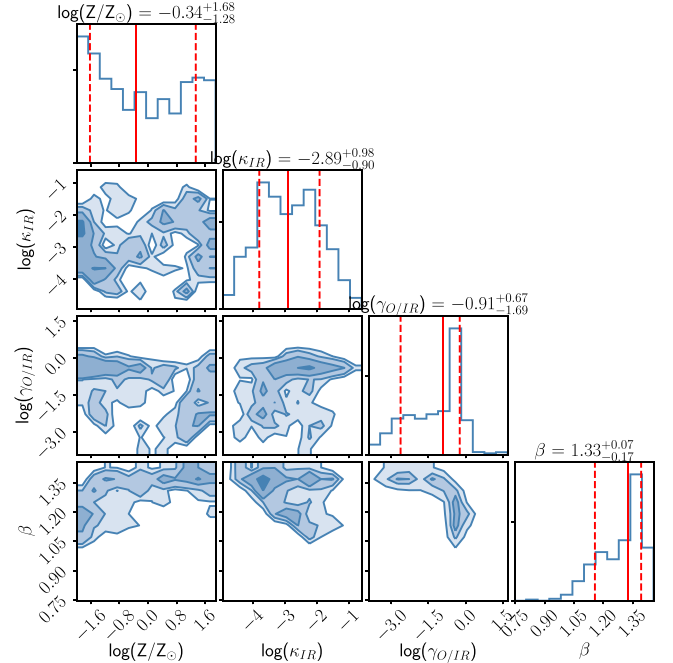 log(Z/Z⊙) = −0.34 +1.68 −1.28
log(κIR) = −2.89 +0.98 −0.90
−1
−2
−3
−4
log(κIR)
log(γO/IR) = −0.91 +0.67 −1.69
1.5
0.0
−1.5
−3.0
log(γO/IR)
β = 1.33 +0.07 −0.17
1.35
1.20
1.05
0.90
0.75
β
−1.6 −0.8 0.0 0.8 1.6
−4 −3 −2 −1
−3.0 −1.5 0.0 1.5
0.75 0.90 1.05 1.20 1.35
log(Z/Z⊙) log(κIR) log(γO/IR) β